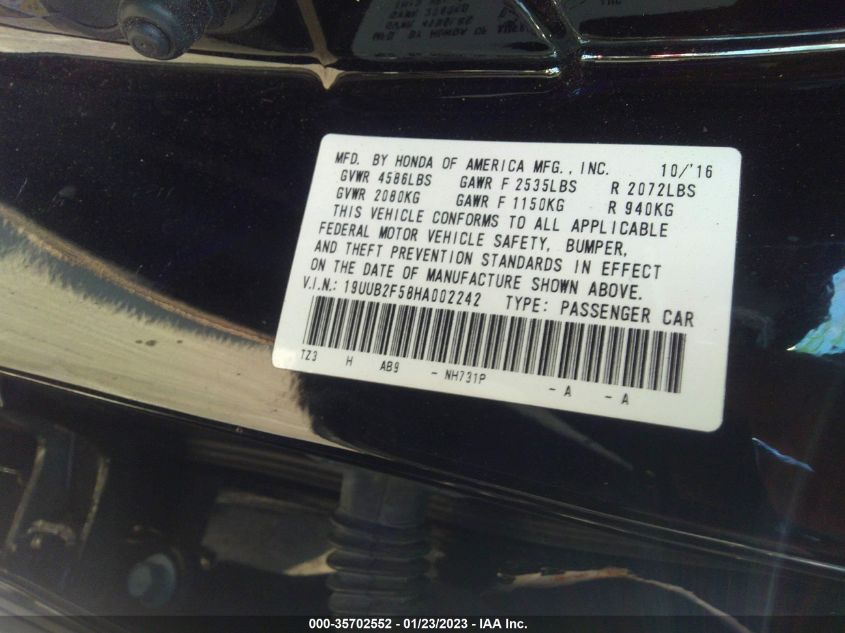 MFD. BY HONDA OF AMERICA MFG., INC. 10/'16
GVWR 4586LBS GAWR F 2535LBS R 2072LBS
GVWR 2080KG GAWR F 1150KG R 940KG
THIS VEHICLE CONFORMS TO ALL APPLICABLE
FEDERAL MOTOR VEHICLE SAFETY, BUMPER,
AND THEFT PREVENTION STANDARDS IN EFFECT
ON THE DATE OF MANUFACTURE SHOWN ABOVE.
V.I.N.: 19UUB2F58HA002242 TYPE: PASSENGER CAR
TZ3 H AB9 - NH731P - A - A
000-35702552 / 01/23/2023 - IAA Inc.